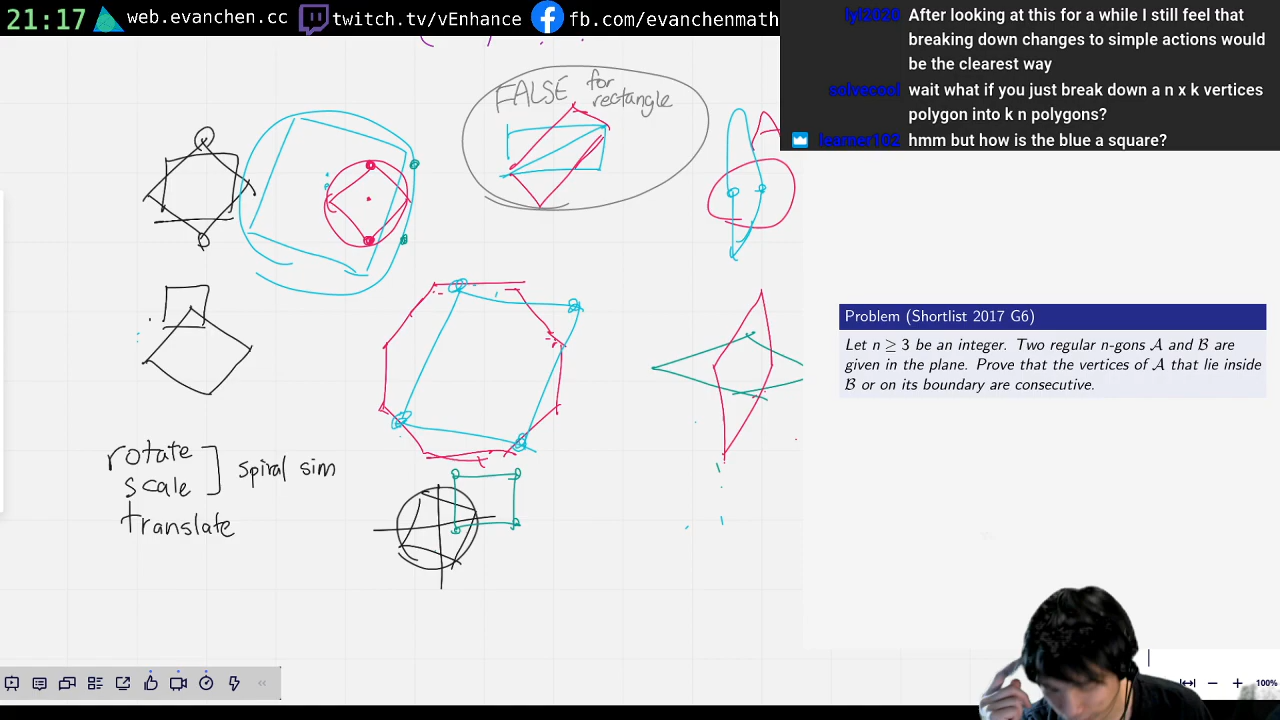 21:17 web.evanchen.cc twitch.tv/vEnhance fb.com/evanchenmath
lyl2020 After looking at this for a while I still feel that
breaking down changes to simple actions would
be the clearest way
solvecool wait what if you just break down a n x k vertices
polygon into k n polygons?
learner102 hmm but how is the blue a square?
FALSE for
rectangle
Problem (Shortlist 2017 G6)
Let n ≥ 3 be an integer. Two regular n-gons 𝒜 and ℬ are
given in the plane. Prove that the vertices of 𝒜 that lie inside
ℬ or on its boundary are consecutive.
rotate
scale
spiral sim
translate
100%